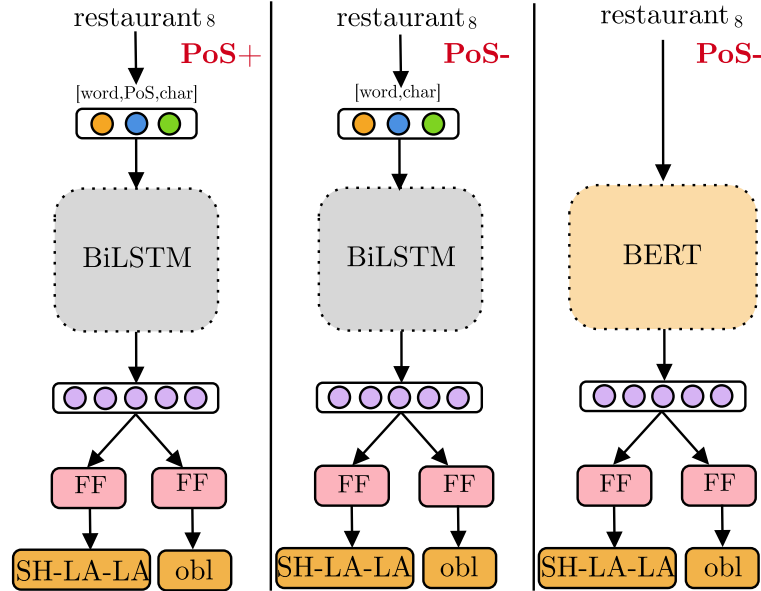 restaurant 8
PoS+
[word,PoS,char]
BiLSTM
FF
FF
SH-LA-LA
obl
restaurant 8
PoS-
[word,char]
BiLSTM
FF
FF
SH-LA-LA
obl
restaurant 8
PoS-
BERT
FF
FF
SH-LA-LA
obl